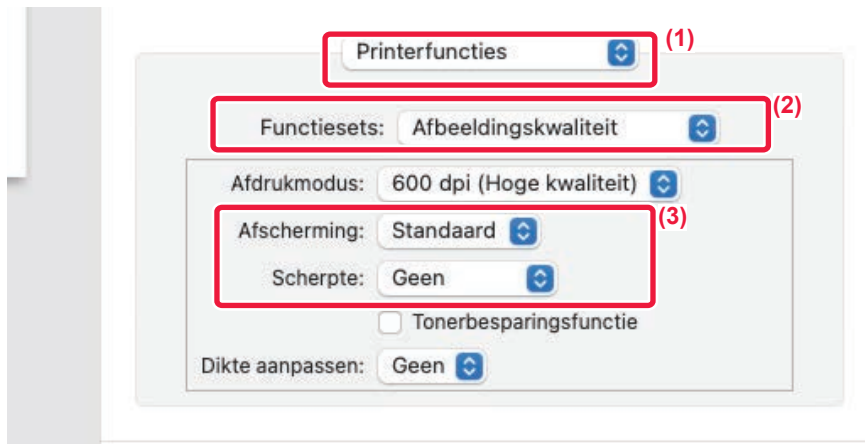 Printerfuncties (1)
Functiesets: Afbeeldingskwaliteit (2)
Afdrukmodus: 600 dpi (Hoge kwaliteit)
Afscherming: Standaard (3)
Scherpte: Geen
Tonerbesparingsfunctie
Dikte aanpassen: Geen